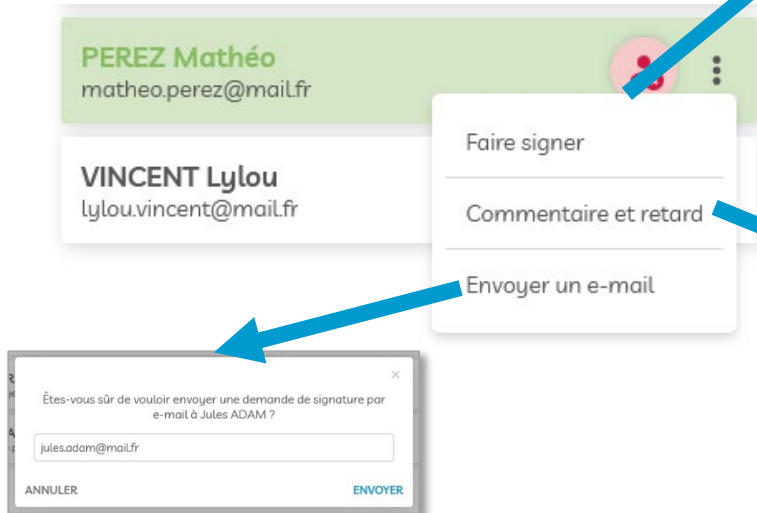 PEREZ Mathéo
matheo.perez@mail.fr
Faire signer
VINCENT Lylou
lylou.vincent@mail.fr
Commentaire et retard
Envoyer un e-mail
×
Êtes-vous sûr de vouloir envoyer une demande de signature par
e-mail à Jules ADAM ?
jules.adam@mail.fr
ANNULER
ENVOYER